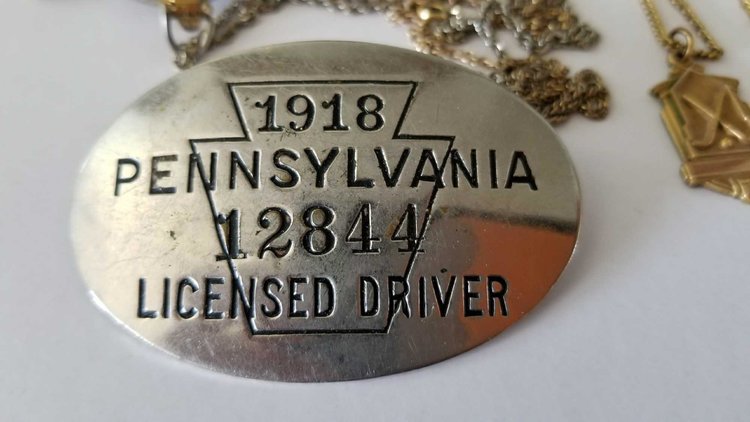 1918
PENNSYLVANIA
12844
LICENSED DRIVER